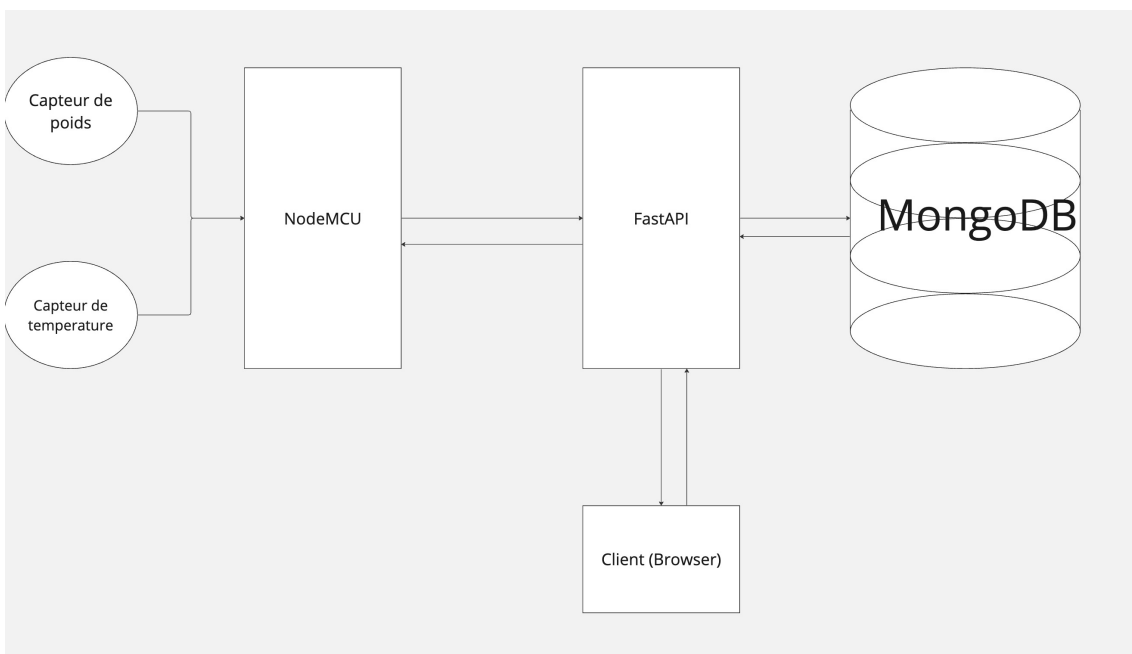 Capteur de
poids
NodeMCU
FastAPI
MongoDB
Capteur de
temperature
Client (Browser)